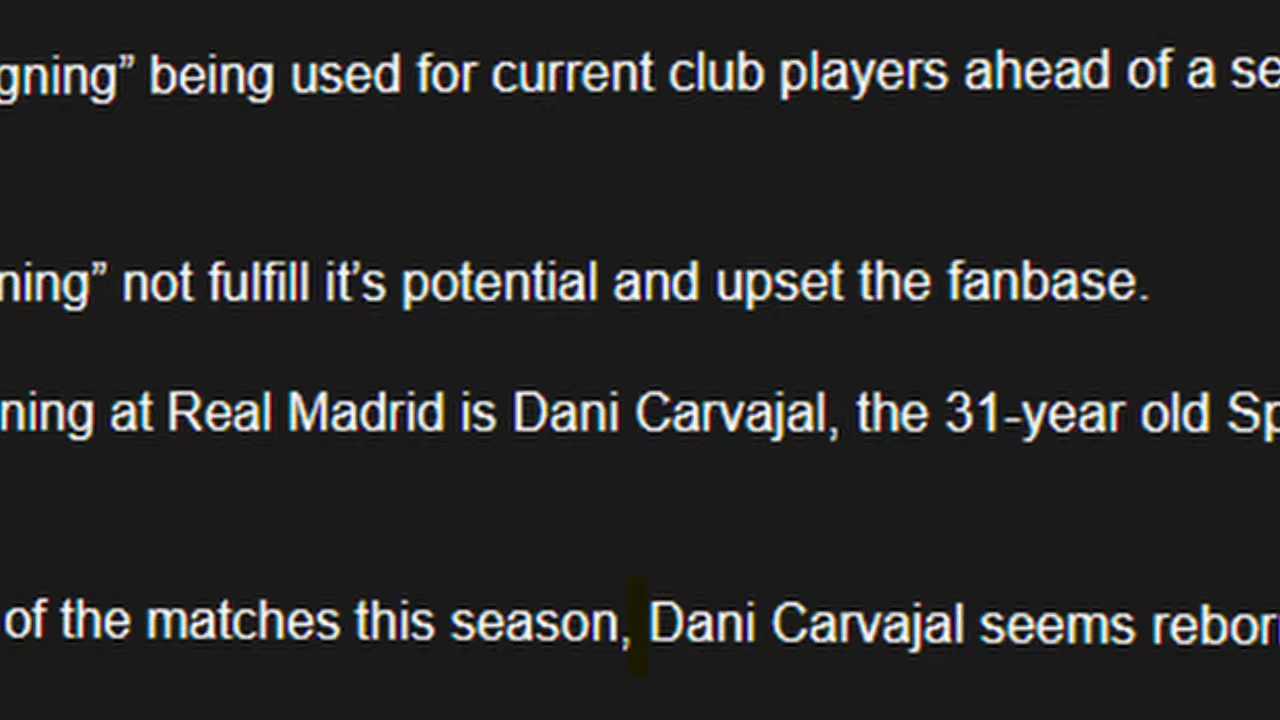 gning” being used for current club players ahead of a se
ning” not fulfill it’s potential and upset the fanbase.
ning at Real Madrid is Dani Carvajal, the 31-year old Sp
of the matches this season, Dani Carvajal seems rebor